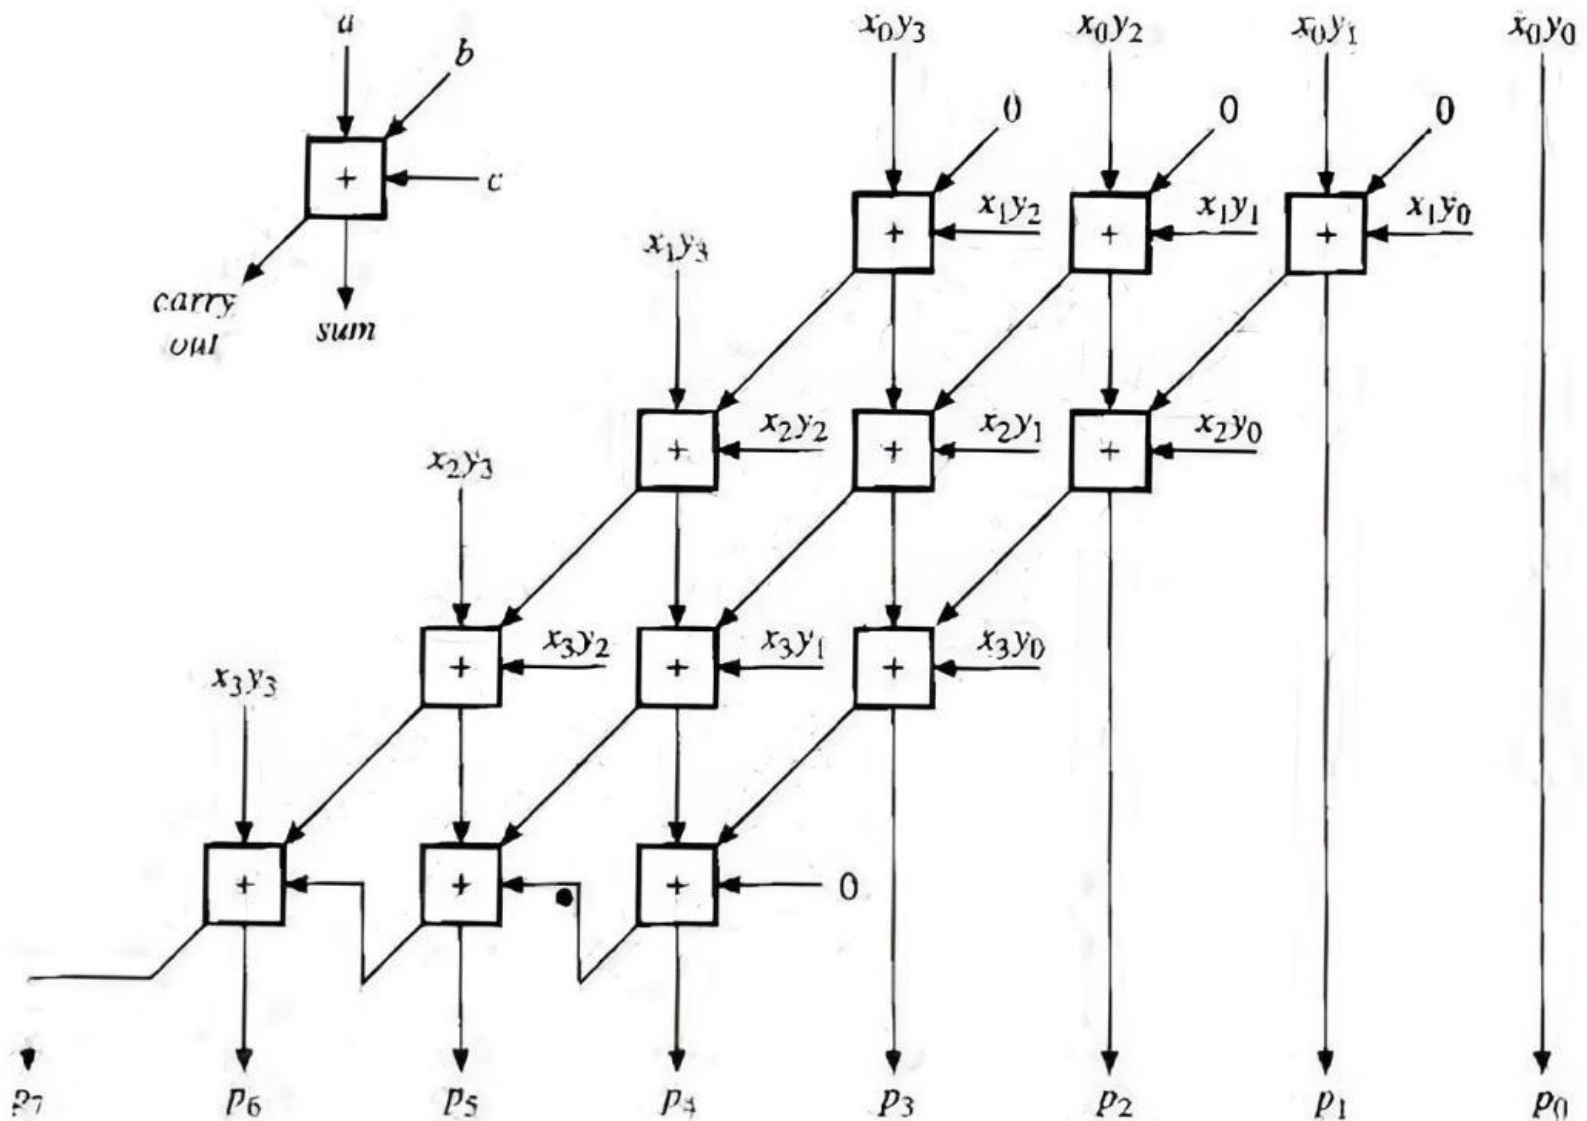 a x₀y₃ x₀y₂ x₀y₁ x₀y₀
b
0 0 0
+ c
x₁y₂ x₁y₁ x₁y₀
+ + +
x₁y₃
carry
out sum
x₂y₂ x₂y₁ x₂y₀
+ + +
x₂y₃
x₃y₂ x₃y₁ x₃y₀
+ + +
x₃y₃
+ + + 0
p₇ p₆ p₅ p₄ p₃ p₂ p₁ p₀